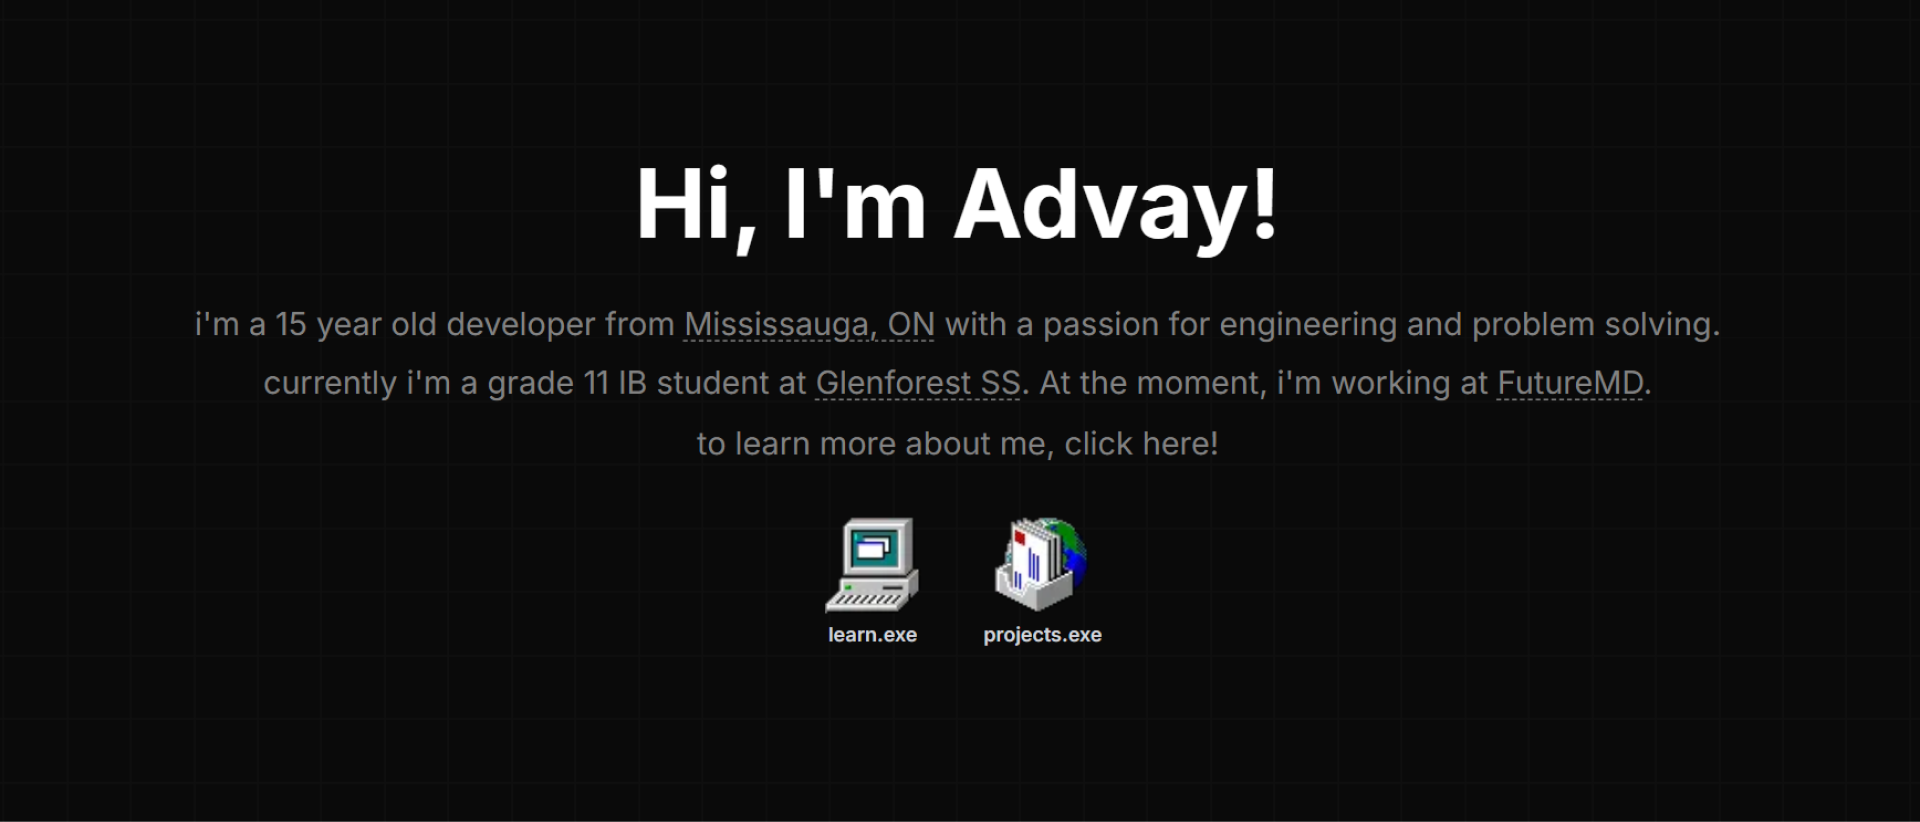 Hi, I'm Advay!
i'm a 15 year old developer from Mississauga, ON with a passion for engineering and problem solving.
currently i'm a grade 11 IB student at Glenforest SS. At the moment, i'm working at FutureMD.
to learn more about me, click here!
learn.exe projects.exe